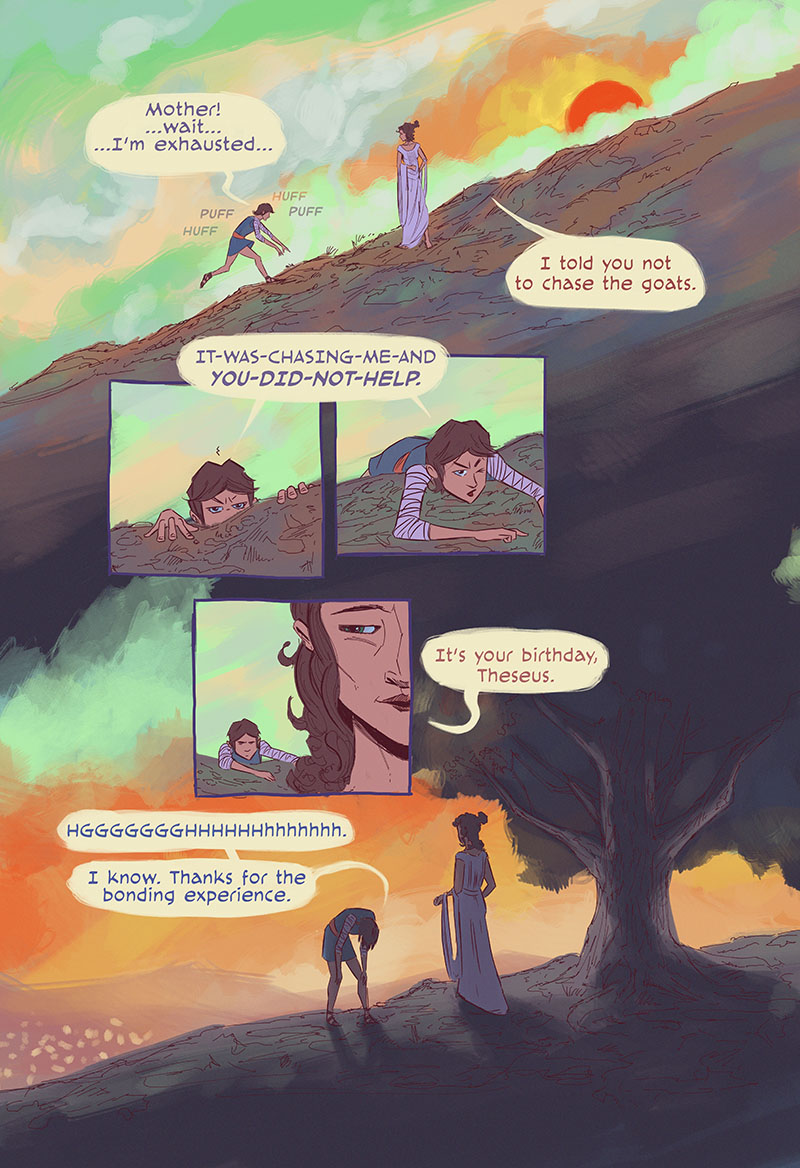 Mother!
...wait...
...I'm exhausted...
HUFF
PUFF
PUFF
HUFF
I told you not
to chase the goats.
IT-WAS-CHASING-ME-AND
YOU-DID-NOT-HELP.
It's your birthday,
Theseus.
HGGGGGGGHHHHHHhhhhhhh.
I know. Thanks for the
bonding experience.